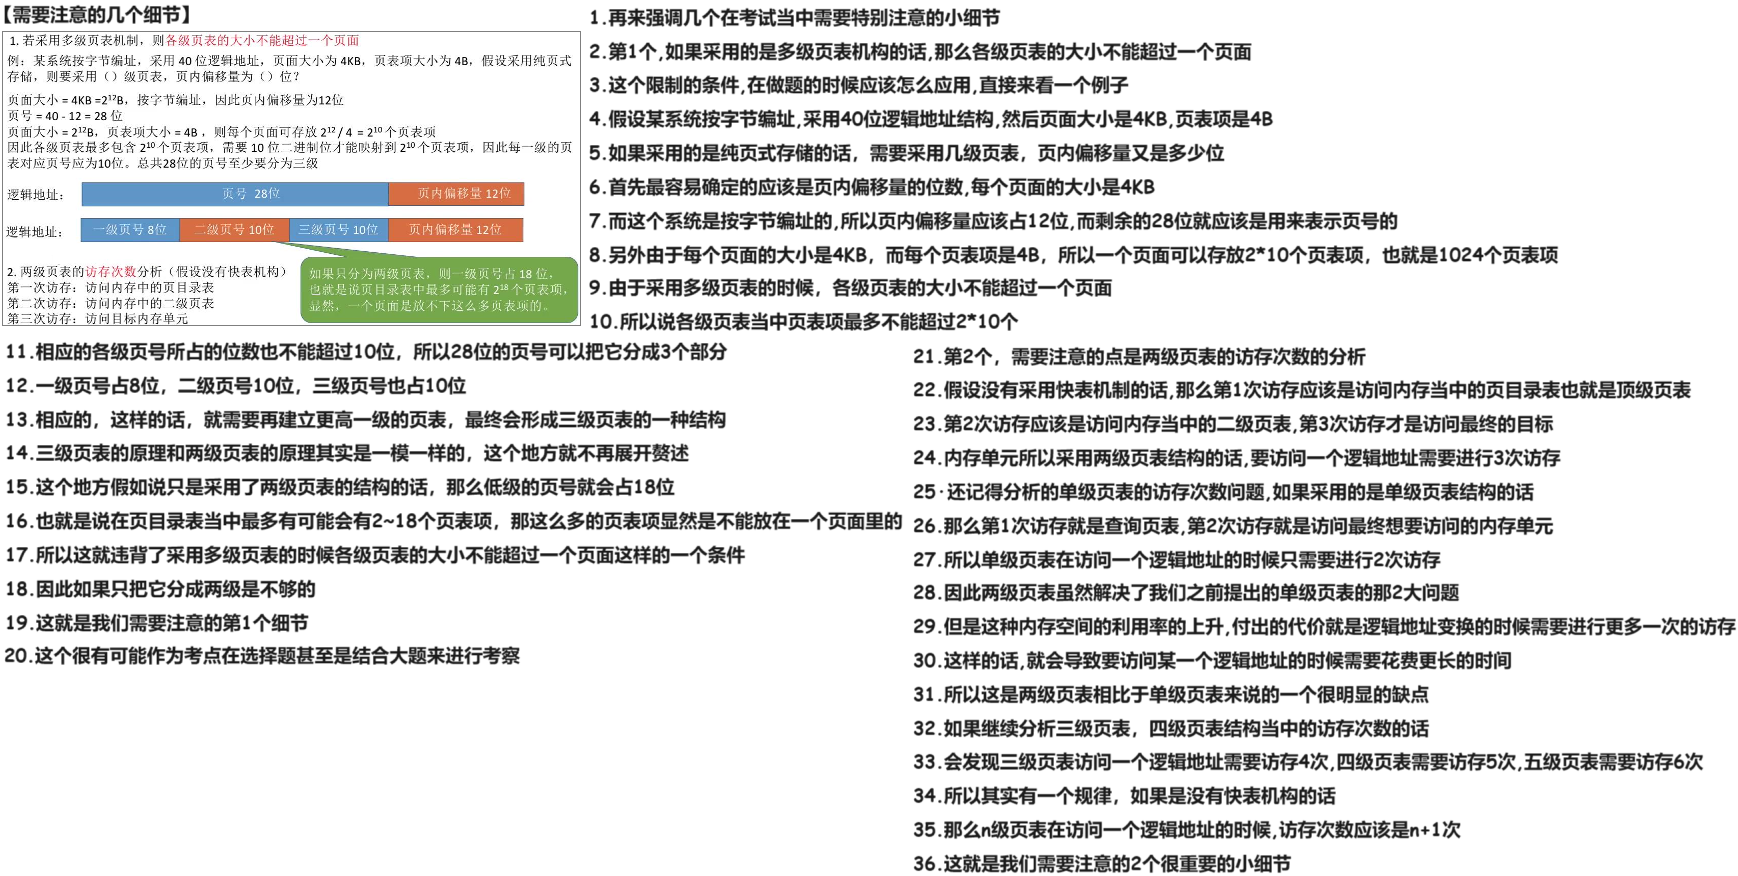 【需要注意的几个细节】
1. 若采用多级页表机制，则各级页表的大小不能超过一个页面
例：某系统按字节编址，采用 40 位逻辑地址，页面大小为 4KB，页表项大小为 4B，假设采用纯页式
存储，则要采用（）级页表，页内偏移量为（）位？
页面大小 = 4KB =2¹²B，按字节编址，因此页内偏移量为12位
页号 = 40 - 12 = 28 位
页面大小 = 2¹²B，页表项大小 = 4B ，则每个页面可存放 2¹² / 4 = 2¹⁰ 个页表项
因此各级页表最多包含 2¹⁰ 个页表项，需要 10 位二进制位才能映射到 2¹⁰ 个页表项，因此每一级的页
表对应页号应为10位。总共28位的页号至少要分为三级
逻辑地址： 页号 28位 页内偏移量 12位
逻辑地址： 一级页号 8位 二级页号 10位 三级页号 10位 页内偏移量 12位
如果只分为两级页表，则一级页号占 18 位，
也就是说页目录表中最多可能有 2¹⁸ 个页表项，
显然，一个页面是放不下这么多页表项的。
2. 两级页表的访存次数分析（假设没有快表机构）
第一次访存：访问内存中的页目录表
第二次访存：访问内存中的二级页表
第三次访存：访问目标内存单元
1.再来强调几个在考试当中需要特别注意的小细节
2.第1个,如果采用的是多级页表机构的话,那么各级页表的大小不能超过一个页面
3.这个限制的条件,在做题的时候应该怎么应用,直接来看一个例子
4.假设某系统按字节编址,采用40位逻辑地址结构,然后页面大小是4KB,页表项是4B
5.如果采用的是纯页式存储的话，需要采用几级页表，页内偏移量又是多少位
6.首先最容易确定的应该是页内偏移量的位数,每个页面的大小是4KB
7.而这个系统是按字节编址的,所以页内偏移量应该占12位,而剩余的28位就应该是用来表示页号的
8.另外由于每个页面的大小是4KB，而每个页表项是4B，所以一个页面可以存放2*10个页表项，也就是1024个页表项
9.由于采用多级页表的时候，各级页表的大小不能超过一个页面
10.所以说各级页表当中页表项最多不能超过2*10个
11.相应的各级页号所占的位数也不能超过10位，所以28位的页号可以把它分成3个部分
12.一级页号占8位，二级页号10位，三级页号也占10位
13.相应的，这样的话，就需要再建立更高一级的页表，最终会形成三级页表的一种结构
14.三级页表的原理和两级页表的原理其实是一模一样的，这个地方就不再展开赘述
15.这个地方假如说只是采用了两级页表的结构的话，那么低级的页号就会占18位
16.也就是说在页目录表当中最多有可能会有2~18个页表项，那这么多的页表项显然是不能放在一个页面里的
17.所以这就违背了采用多级页表的时候各级页表的大小不能超过一个页面这样的一个条件
18.因此如果只把它分成两级是不够的
19.这就是我们需要注意的第1个细节
20.这个很有可能作为考点在选择题甚至是结合大题来进行考察
21.第2个，需要注意的点是两级页表的访存次数的分析
22.假设没有采用快表机制的话,那么第1次访存应该是访问内存当中的页目录表也就是顶级页表
23.第2次访存应该是访问内存当中的二级页表,第3次访存才是访问最终的目标
24.内存单元所以采用两级页表结构的话,要访问一个逻辑地址需要进行3次访存
25·还记得分析的单级页表的访存次数问题,如果采用的是单级页表结构的话
26.那么第1次访存就是查询页表,第2次访存就是访问最终想要访问的内存单元
27.所以单级页表在访问一个逻辑地址的时候只需要进行2次访存
28.因此两级页表虽然解决了我们之前提出的单级页表的那2大问题
29.但是这种内存空间的利用率的上升,付出的代价就是逻辑地址变换的时候需要进行更多一次的访存
30.这样的话,就会导致要访问某一个逻辑地址的时候需要花费更长的时间
31.所以这是两级页表相比于单级页表来说的一个很明显的缺点
32.如果继续分析三级页表，四级页表结构当中的访存次数的话
33.会发现三级页表访问一个逻辑地址需要访存4次,四级页表需要访存5次,五级页表需要访存6次
34.所以其实有一个规律，如果是没有快表机构的话
35.那么n级页表在访问一个逻辑地址的时候,访存次数应该是n+1次
36.这就是我们需要注意的2个很重要的小细节